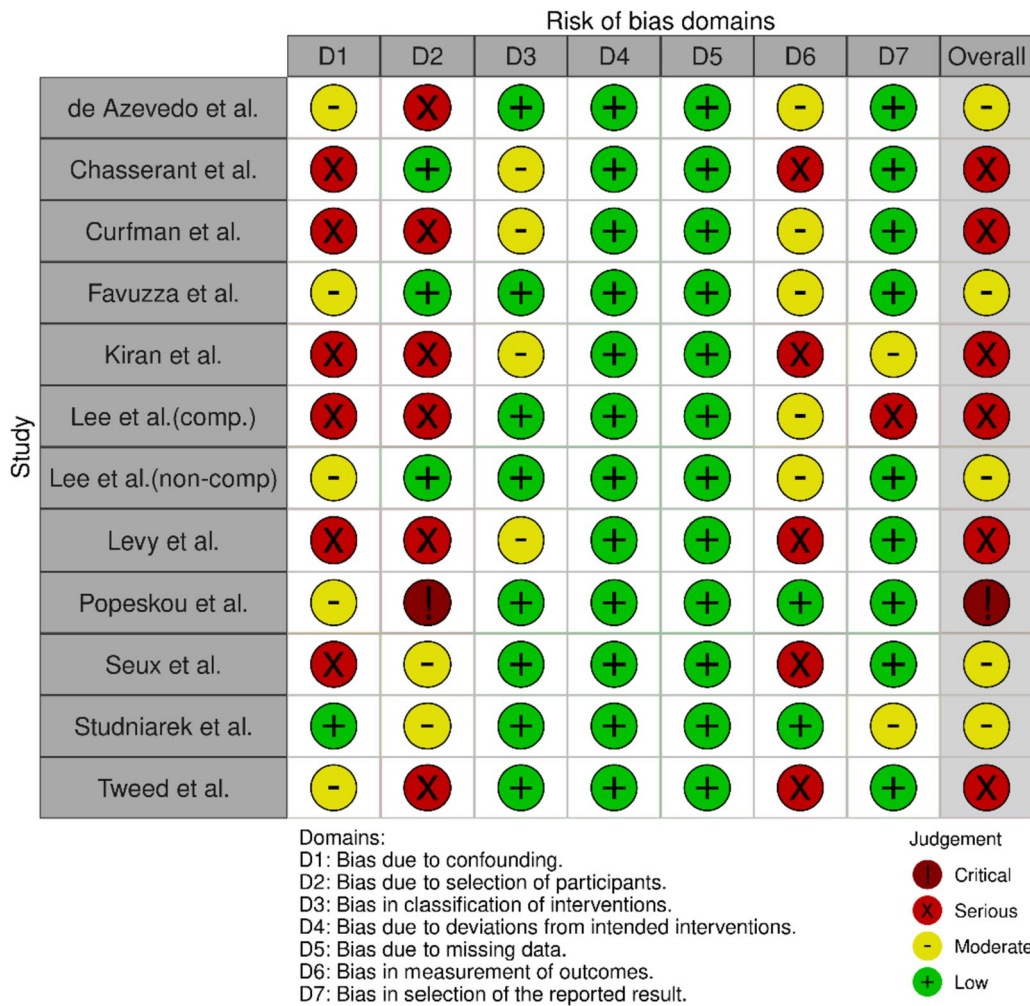 Risk of bias domains
D1 D2 D3 D4 D5 D6 D7 Overall
Study
de Azevedo et al. - X + + + - + -
Chasserant et al. X + - + + X + X
Curfman et al. X X - + + - + X
Favuzza et al. - + + + + - + -
Kiran et al. X X - + + X - X
Lee et al.(comp.) X X + + + - X X
Lee et al.(non-comp) - + + + + - + -
Levy et al. X X - + + X + X
Popeskou et al. - ! + + + + + !
Seux et al. X - + + + X + -
Studniarek et al. + - + + + + - -
Tweed et al. - X + + + X + X
Domains:
D1: Bias due to confounding.
D2: Bias due to selection of participants.
D3: Bias in classification of interventions.
D4: Bias due to deviations from intended interventions.
D5: Bias due to missing data.
D6: Bias in measurement of outcomes.
D7: Bias in selection of the reported result.
Judgement
! Critical
X Serious
- Moderate
+ Low